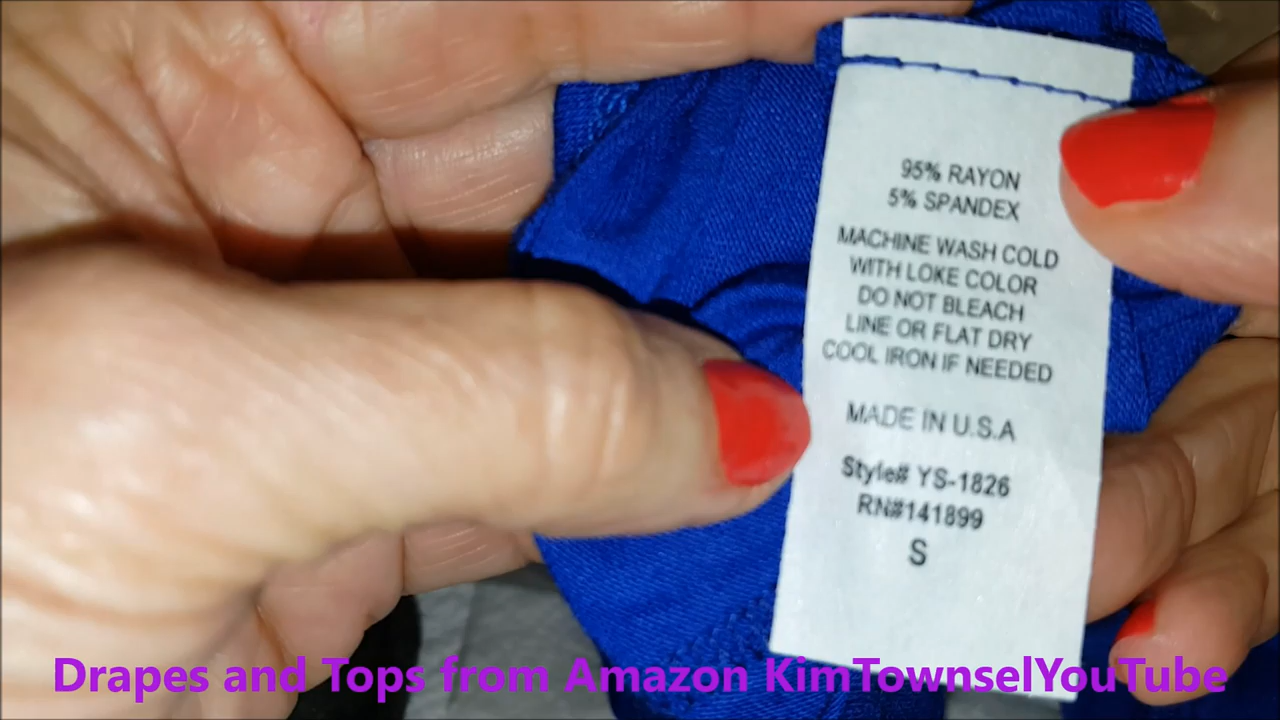 95% RAYON
5% SPANDEX
MACHINE WASH COLD
WITH LOKE COLOR
DO NOT BLEACH
LINE OR FLAT DRY
COOL IRON IF NEEDED
MADE IN U.S.A
Style# YS-1826
RN#141899
S
Drapes and Tops from Amazon KimTownselYouTube